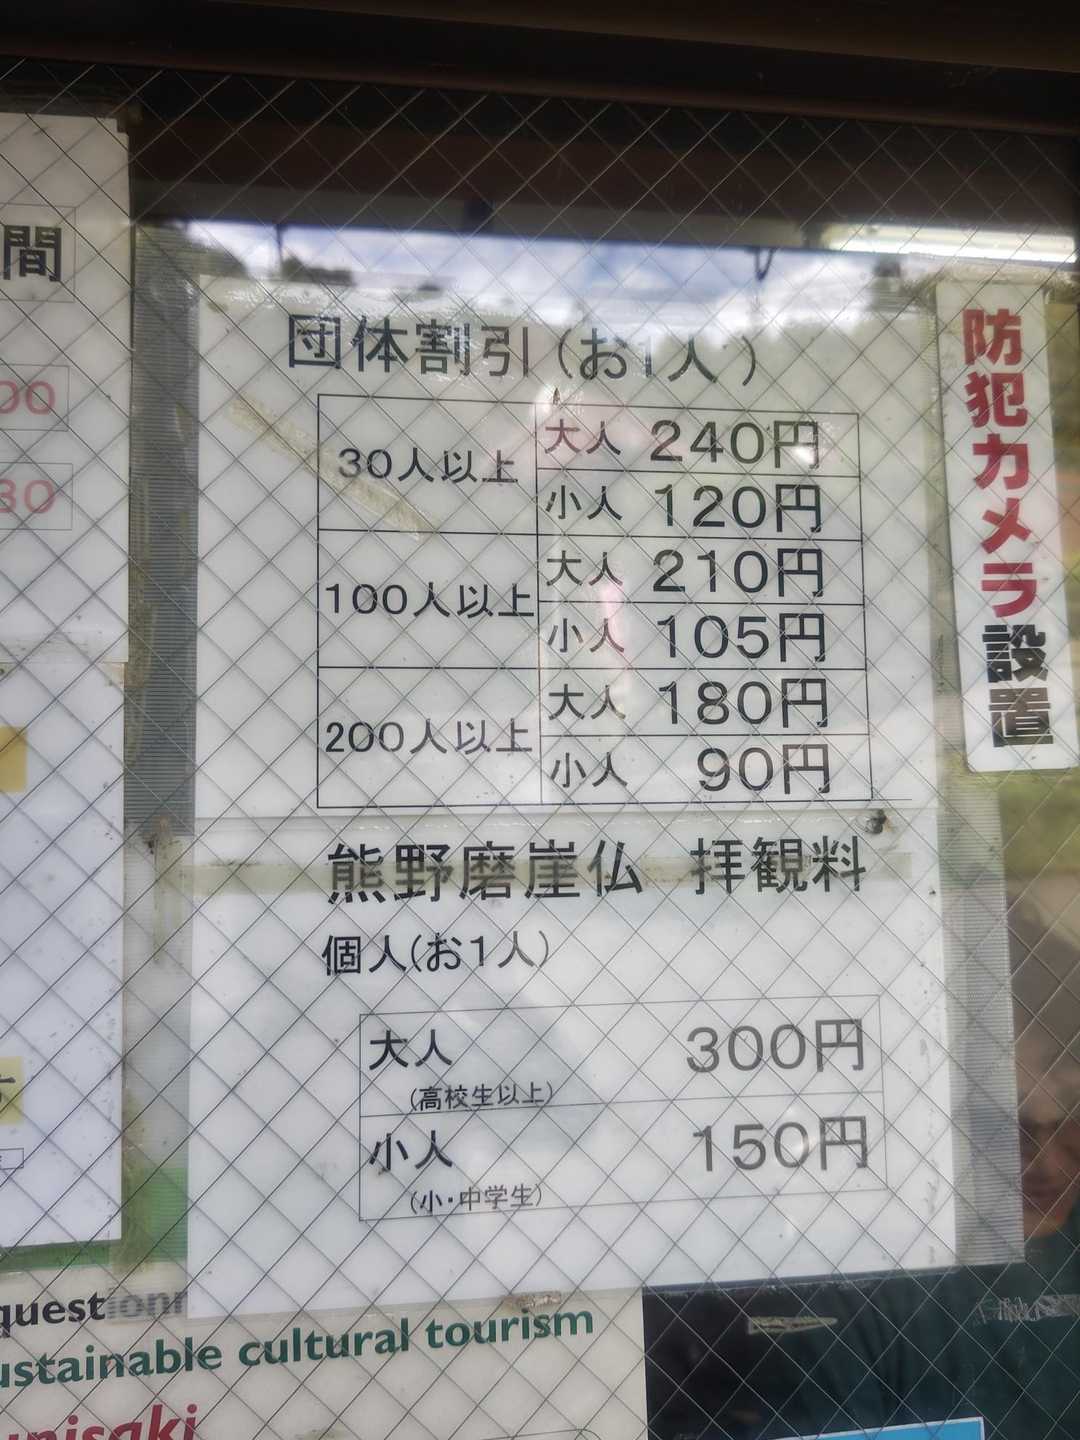 間
00
30
団体割引(お1人)
30人以上
大人 240円
小人 120円
100人以上
大人 210円
小人 105円
200人以上
大人 180円
小人 90円
熊野磨崖仏 拝観料
個人(お1人)
大人 300円
(高校生以上)
小人 150円
(小・中学生)
防犯カメラ設置
questionn
ustainable cultural tourism
unisaki